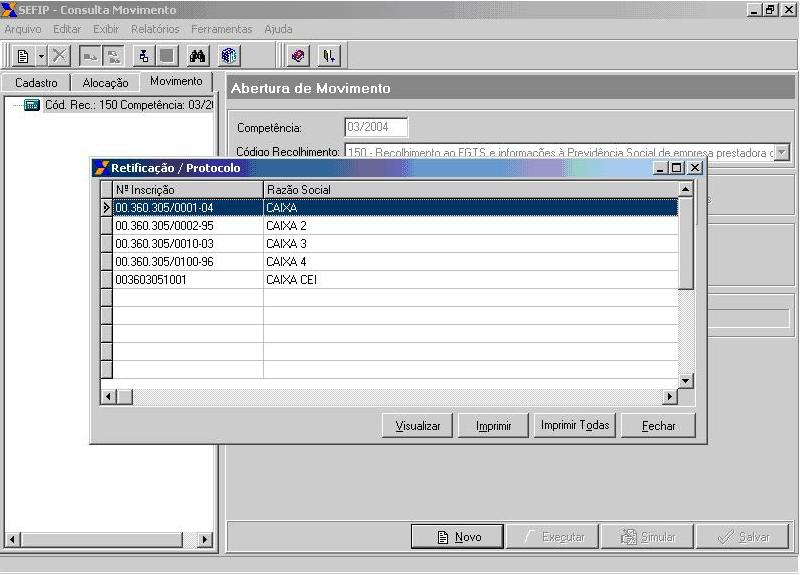 SEFIP - Consulta Movimento
Arquivo Editar Exibir Relatórios Ferramentas Ajuda
Cadastro Alocação Movimento
Cód. Rec.: 150 Competência: 03/20
Abertura de Movimento
Competência: 03/2004
Código Recolhimento: 150 - Recolhimento ao FGTS e informações à Previdência Social de empresa prestadora d
Retificação / Protocolo
Nº Inscrição Razão Social
00.360.305/0001-04 CAIXA
00.360.305/0002-95 CAIXA 2
00.360.305/0010-03 CAIXA 3
00.360.305/0100-96 CAIXA 4
003603051001 CAIXA CEI
Visualizar Imprimir Imprimir Todas Fechar
Novo Executar Simular Salvar